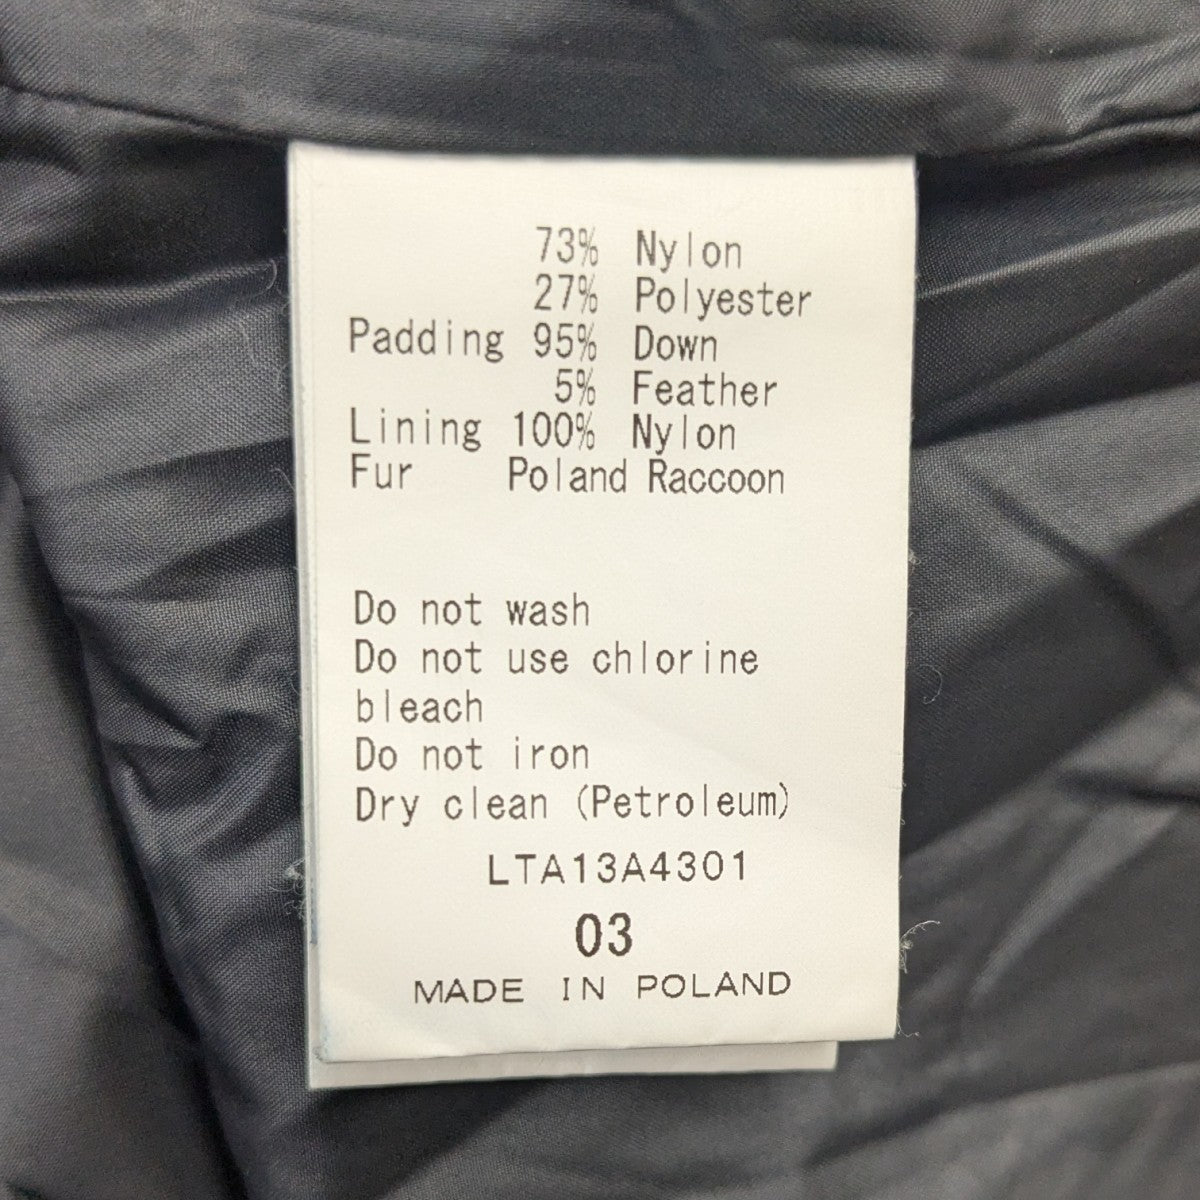 73% Nylon
27% Polyester
Padding 95% Down
5% Feather
Lining 100% Nylon
Fur Poland Raccoon
Do not wash
Do not use chlorine
bleach
Do not iron
Dry clean (Petroleum)
LTA13A4301
03
MADE IN POLAND